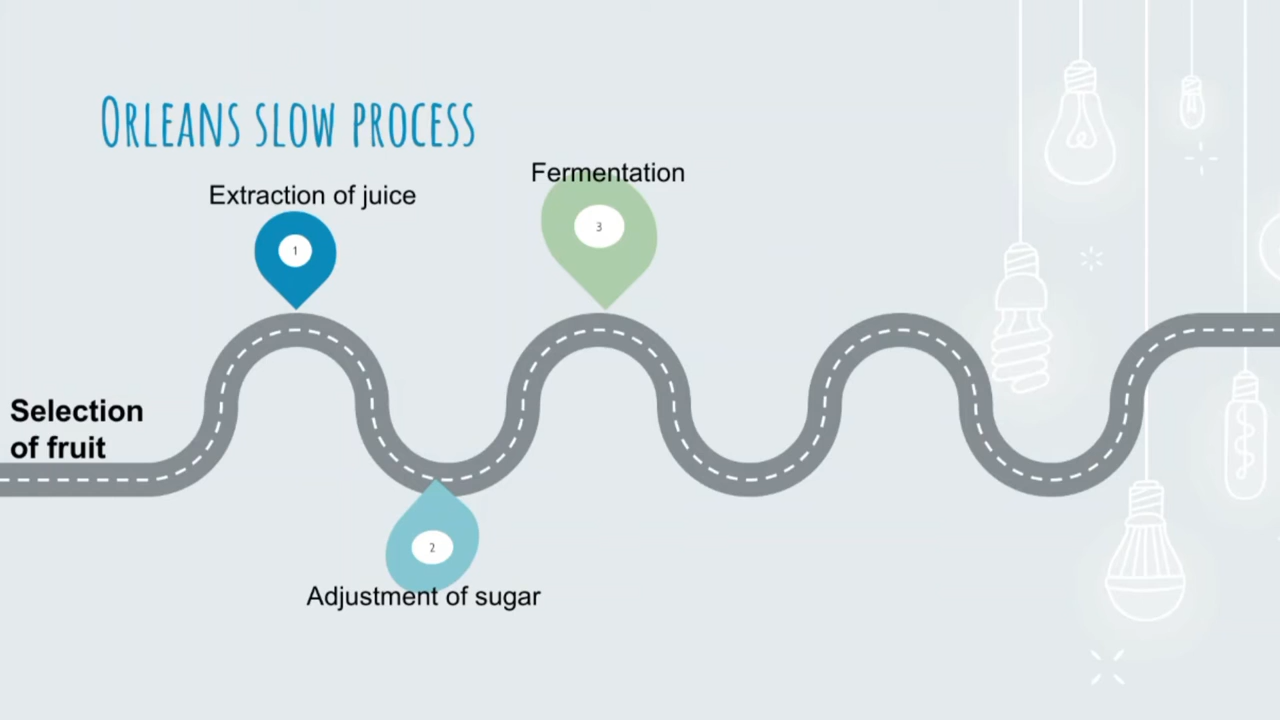 Orleans slow process
Fermentation
Extraction of juice
3
1
Selection
of fruit
2
Adjustment of sugar